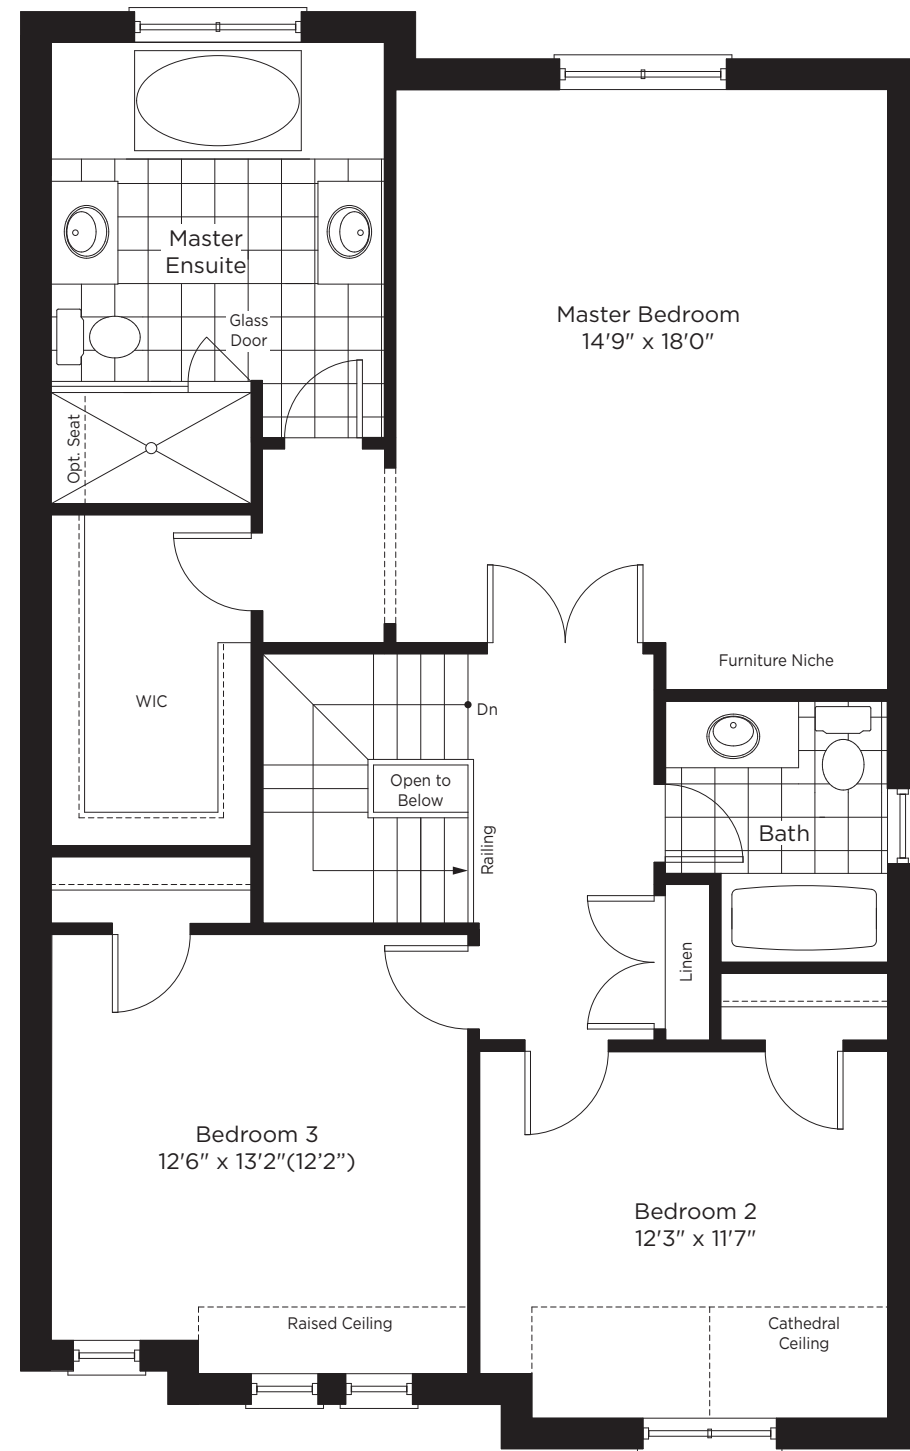 Master
Ensuite
Glass
Door
Master Bedroom
14'9" x 18'0"
Opt. Seat
Furniture Niche
WIC
Dn
Open to
Below
Railing
Bath
Linen
Bedroom 3
12'6" x 13'2"(12’2”)
Bedroom 2
12'3" x 11'7"
Raised Ceiling
Cathedral
Ceiling